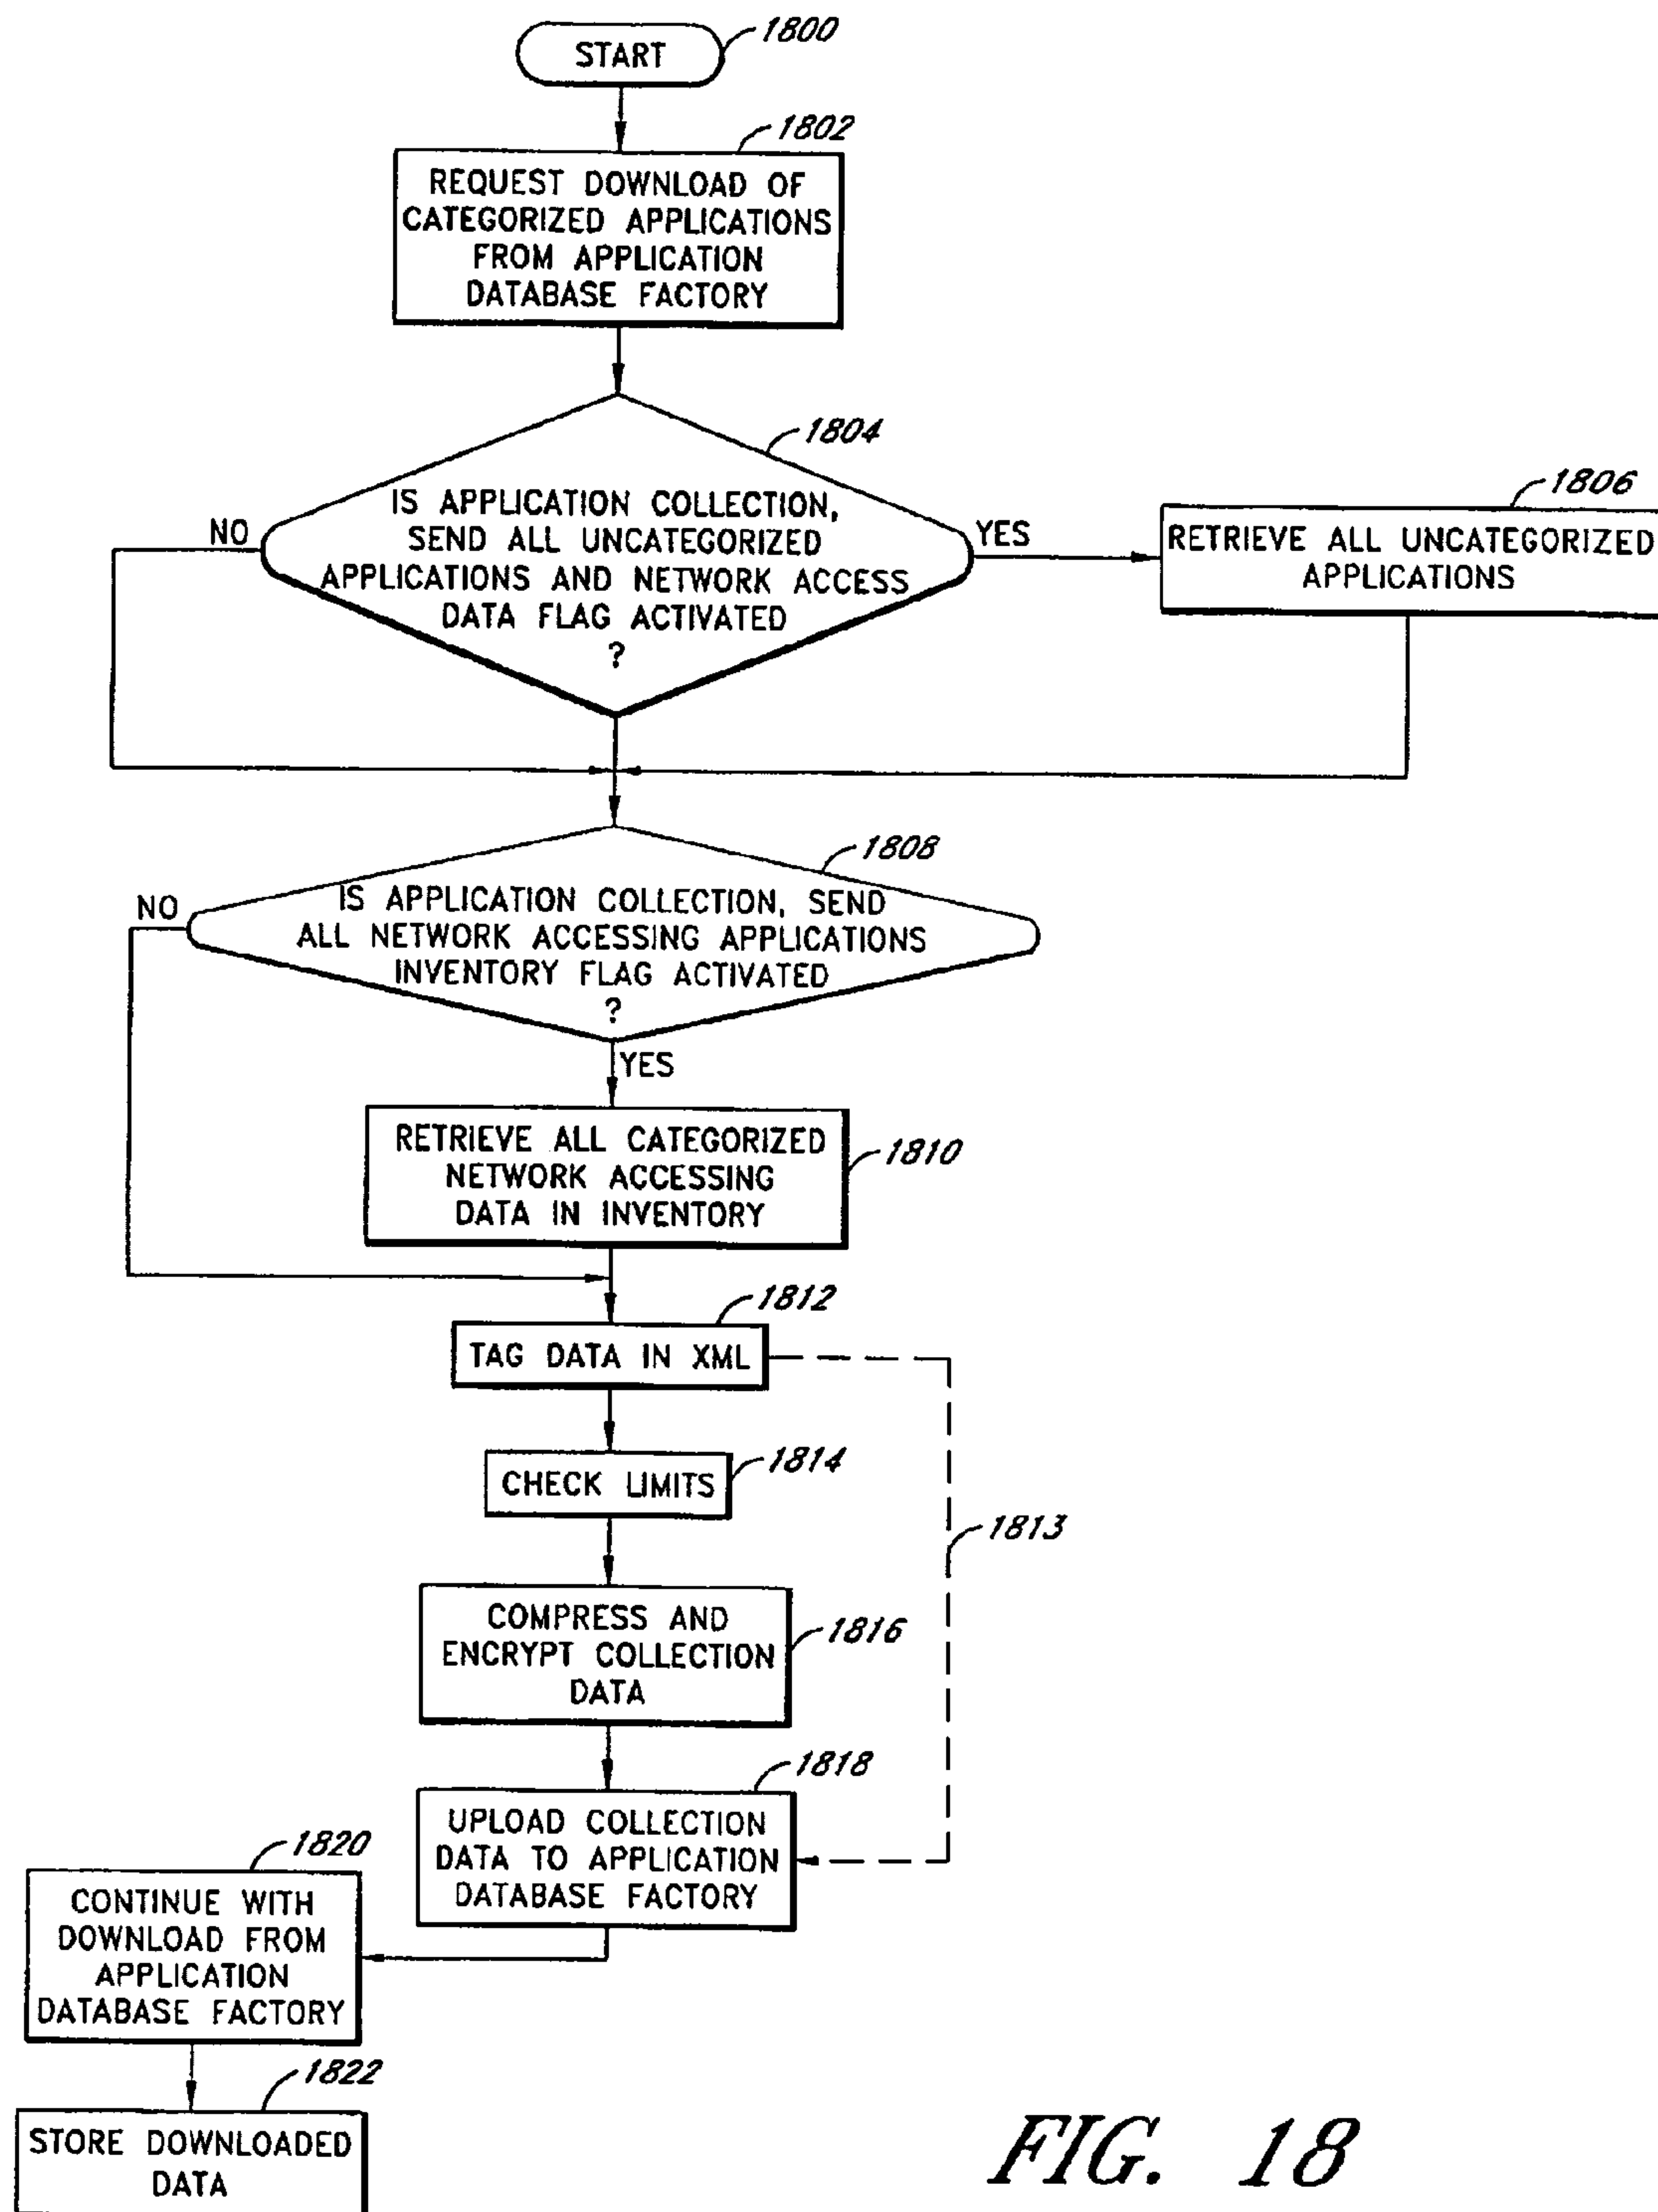 START
1800
1802
REQUEST DOWNLOAD OF
CATEGORIZED APPLICATIONS
FROM APPLICATION
DATABASE FACTORY
1804
IS APPLICATION COLLECTION,
SEND ALL UNCATEGORIZED
APPLICATIONS AND NETWORK ACCESS
DATA FLAG ACTIVATED
?
NO
YES
1806
RETRIEVE ALL UNCATEGORIZED
APPLICATIONS
1808
IS APPLICATION COLLECTION, SEND
ALL NETWORK ACCESSING APPLICATIONS
INVENTORY FLAG ACTIVATED
?
NO
YES
RETRIEVE ALL CATEGORIZED
NETWORK ACCESSING
DATA IN INVENTORY
1810
1812
TAG DATA IN XML
CHECK LIMITS
1814
1813
COMPRESS AND
ENCRYPT COLLECTION
DATA
1816
1818
UPLOAD COLLECTION
DATA TO APPLICATION
DATABASE FACTORY
1820
CONTINUE WITH
DOWNLOAD FROM
APPLICATION
DATABASE FACTORY
1822
STORE DOWNLOADED
DATA
FIG. 18